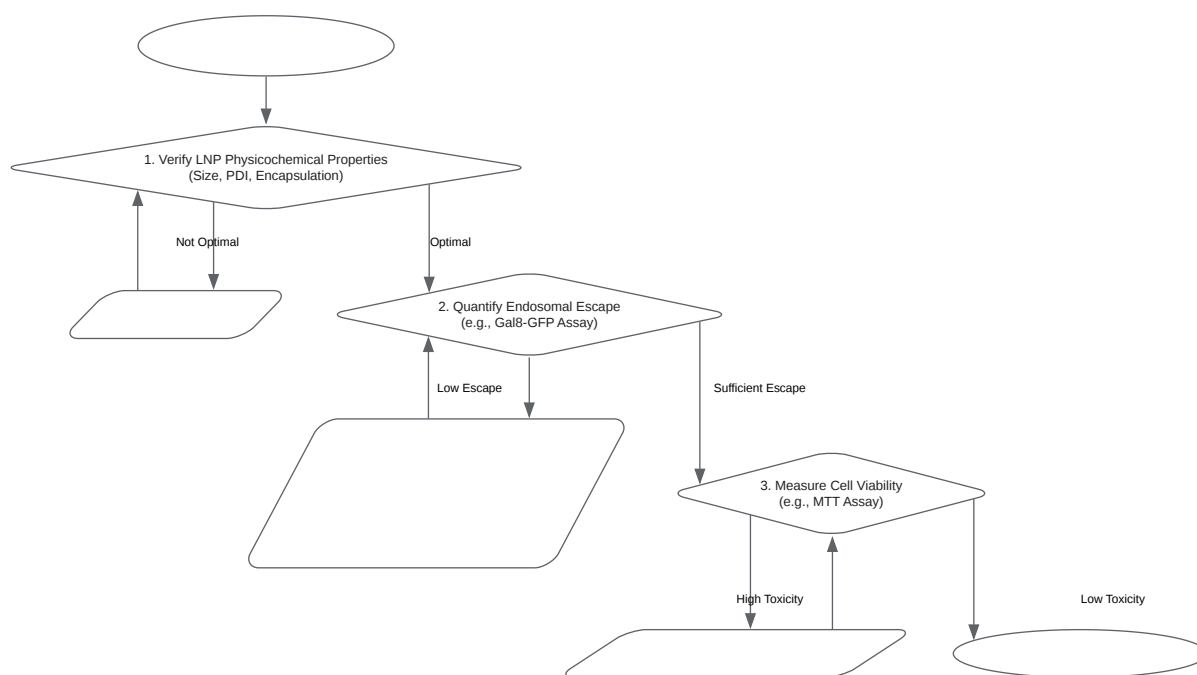 1. Verify LNP Physicochemical Properties
(Size, PDI, Encapsulation)
Not Optimal
Optimal
2. Quantify Endosomal Escape
(e.g., Gal8-GFP Assay)
Low Escape
Sufficient Escape
3. Measure Cell Viability
(e.g., MTT Assay)
High Toxicity
Low Toxicity